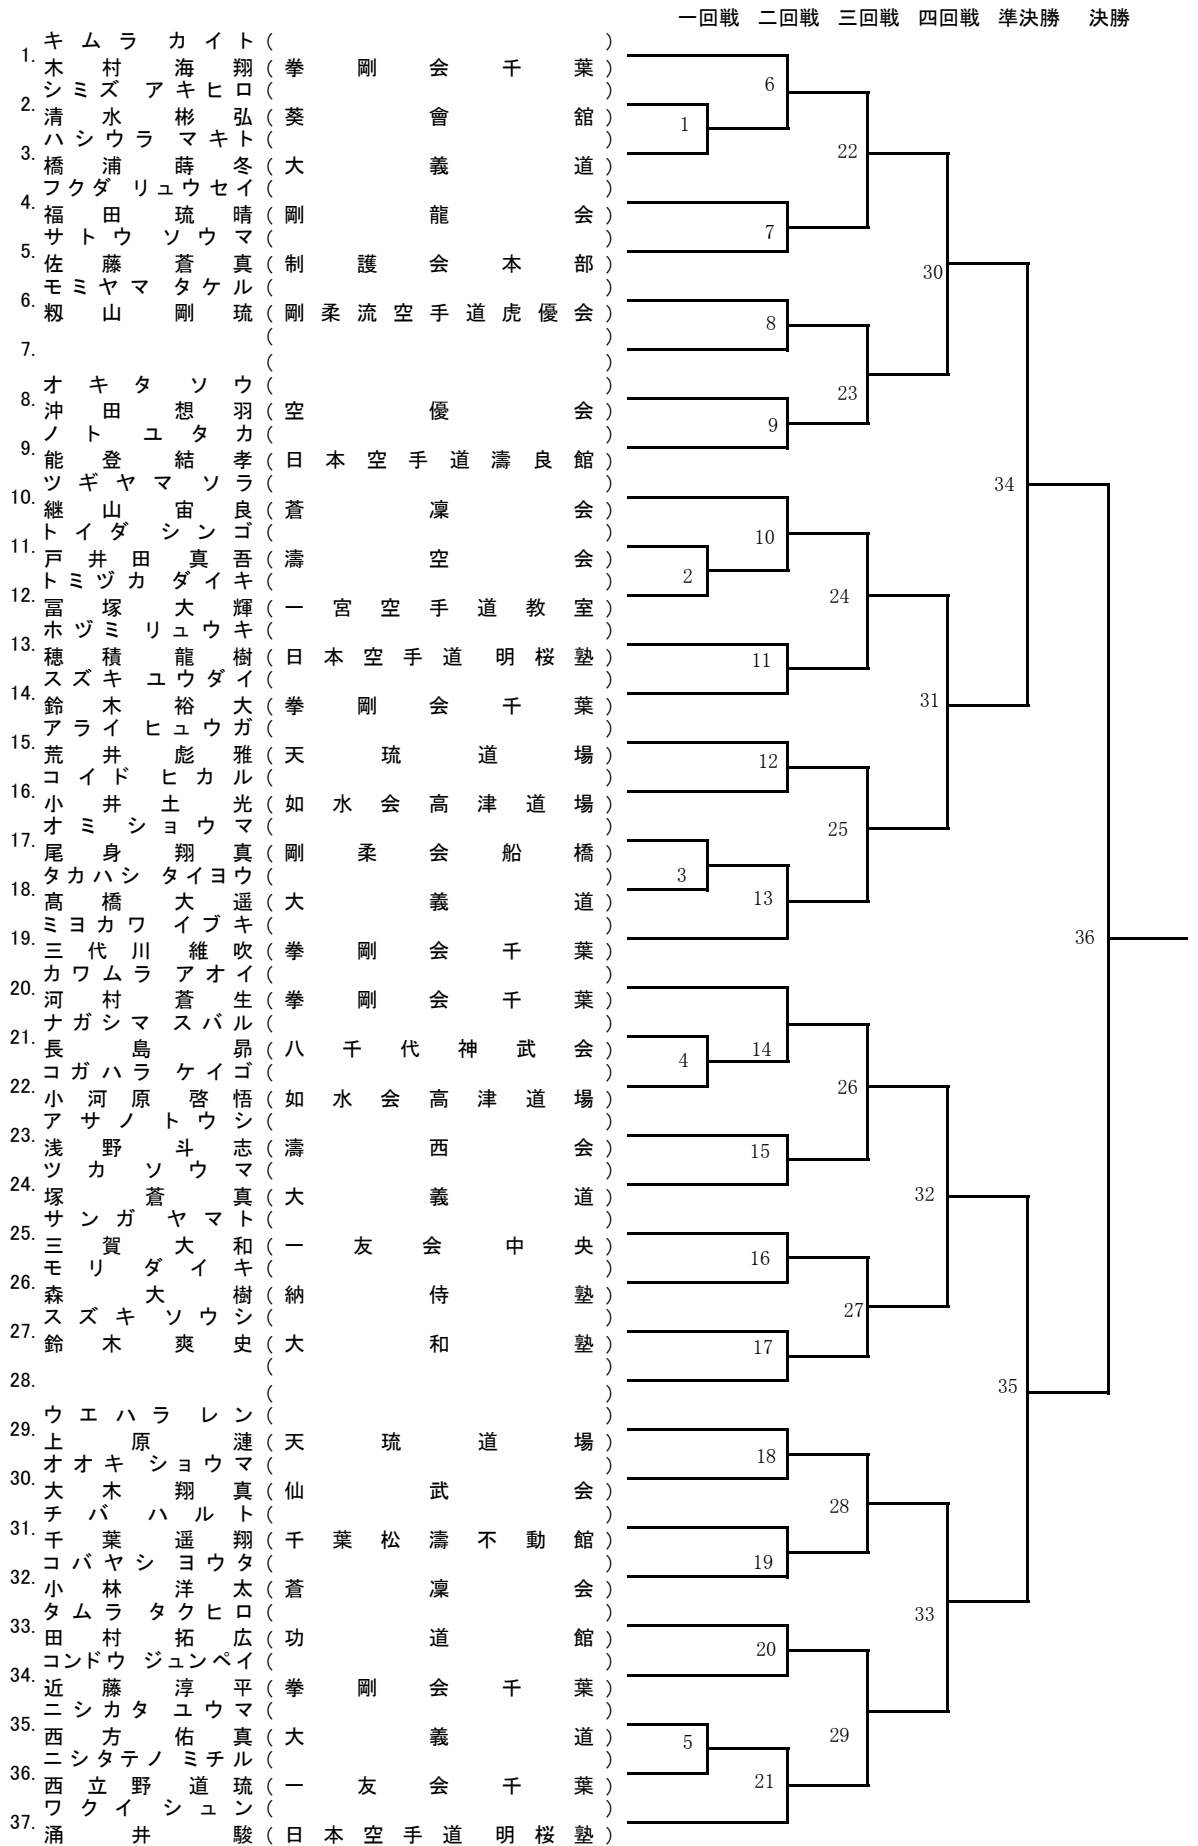 一回戦 二回戦 三回戦 四回戦 準決勝 決勝
キムラ カイト( )
1. 木村 海翔(拳剛会千葉)
シミズ アキヒロ( )
2. 清水 彬弘(葵會舘)
ハシウラ マキト( )
3. 橋浦 蒔冬(大義道)
フクダ リュウセイ( )
4. 福田 琉晴(剛龍会)
サトウ ソウマ( )
5. 佐藤 蒼真(制護会本部)
モミヤマ タケル( )
6. 籾山 剛琉(剛柔流空手道虎優会)
( )
7. ( )
オキタ ソウ( )
8. 沖田 想羽(空優会)
ノト ユタカ( )
9. 能登 結孝(日本空手道濤良館)
ツギヤマ ソラ( )
10. 継山 宙良(蒼凜会)
トイダ シンゴ( )
11. 戸井田 真吾(濤空会)
トミヅカ ダイキ( )
12. 冨塚 大輝(一宮空手道教室)
ホヅミ リュウキ( )
13. 穂積 龍樹(日本空手道 明桜塾)
スズキ ユウダイ( )
14. 鈴木 裕大(拳剛会千葉)
アライ ヒュウガ( )
15. 荒井 彪雅(天琉道場)
コイド ヒカル( )
16. 小井土 光(如水会高津道場)
オミ ショウマ( )
17. 尾身 翔真(剛柔会船橋)
タカハシ タイヨウ( )
18. 髙橋 大遥(大義道)
ミヨカワ イブキ( )
19. 三代川 維吹(拳剛会千葉)
カワムラ アオイ( )
20. 河村 蒼生(拳剛会千葉)
ナガシマ スバル( )
21. 長島 昴(八千代神武会)
コガハラ ケイゴ( )
22. 小河原 啓悟(如水会高津道場)
アサノ トウシ( )
23. 浅野 斗志(濤西会)
ツカ ソウマ( )
24. 塚 蒼真(大義道)
サンガ ヤマト( )
25. 三賀 大和(一友会中央)
モリ ダイキ( )
26. 森 大樹(納侍塾)
スズキ ソウシ( )
27. 鈴木 爽史(大和塾)
( )
28. ( )
ウエハラ レン( )
29. 上原 漣(天琉道場)
オオキ ショウマ( )
30. 大木 翔真(仙武会)
チバ ハルト( )
31. 千葉 遥翔(千葉松濤不動館)
コバヤシ ヨウタ( )
32. 小林 洋太(蒼凜会)
タムラ タクヒロ( )
33. 田村 拓広(功道館)
コンドウ ジュンペイ( )
34. 近藤 淳平(拳剛会千葉)
ニシカタ ユウマ( )
35. 西方 佑真(大義道)
ニシタテノ ミチル( )
36. 西立野 道琉(一友会千葉)
ワクイ シュン( )
37. 涌井 駿(日本空手道 明桜塾)
1
2
3
4
5
6
7
8
9
10
11
12
13
14
15
16
17
18
19
20
21
22
23
24
25
26
27
28
29
30
31
32
33
34
35
36